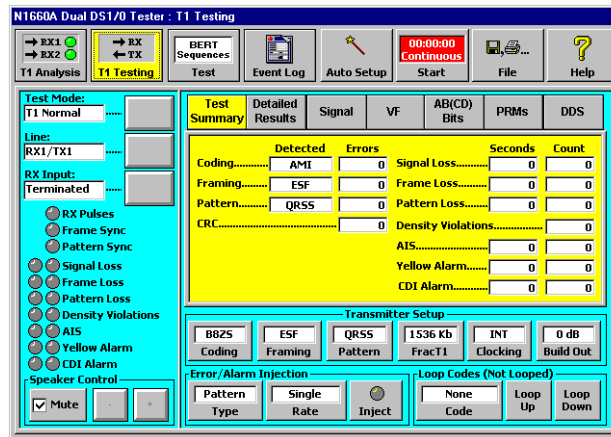 N1660A Dual DS1/0 Tester : T1 Testing
RX1
RX2
T1 Analysis
RX
TX
T1 Testing
BERT
Sequences
Test
Event Log
Auto Setup
00:00:00
Continuous
Start
File
?
Help
Test Mode:
T1 Normal
Line:
RX1/TX1
RX Input:
Terminated
RX Pulses
Frame Sync
Pattern Sync
Signal Loss
Frame Loss
Pattern Loss
Density Violations
AIS
Yellow Alarm
CDI Alarm
Speaker Control
Mute
-
+
Test Summary
Detailed Results
Signal
VF
AB(CD) Bits
PRMs
DDS
Detected Errors
Coding AMI 0
Framing ESF 0
Pattern QRSS 0
CRC 0
Seconds Count
Signal Loss 0 0
Frame Loss 0 0
Pattern Loss 0 0
Density Violations 0
AIS 0 0
Yellow Alarm 0 0
CDI Alarm 0 0
Transmitter Setup
B8ZS
Coding
ESF
Framing
QRSS
Pattern
1536 Kb
FracT1
INT
Clocking
0 dB
Build Out
Error/Alarm Injection
Pattern
Type
Single
Rate
Inject
Loop Codes (Not Looped)
None
Code
Loop Up
Loop Down